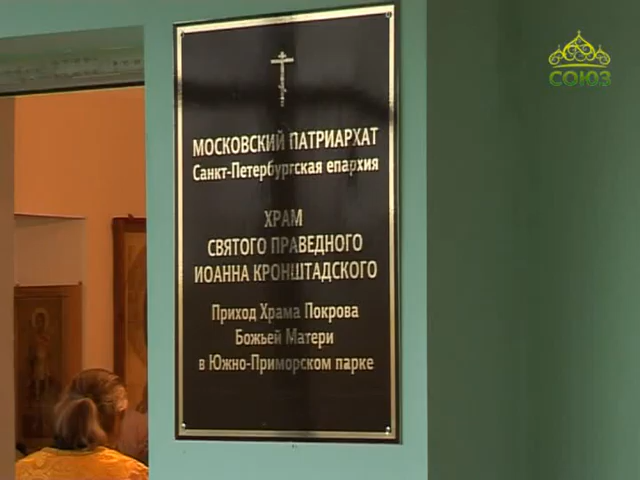 СОЮЗ
МОСКОВСКИЙ ПАТРИАРХАТ
Санкт-Петербургская епархия
ХРАМ
СВЯТОГО ПРАВЕДНОГО
ИОАННА КРОНШТАДСКОГО
Приход Храма Покрова
Божьей Матери
в Южно-Приморском парке